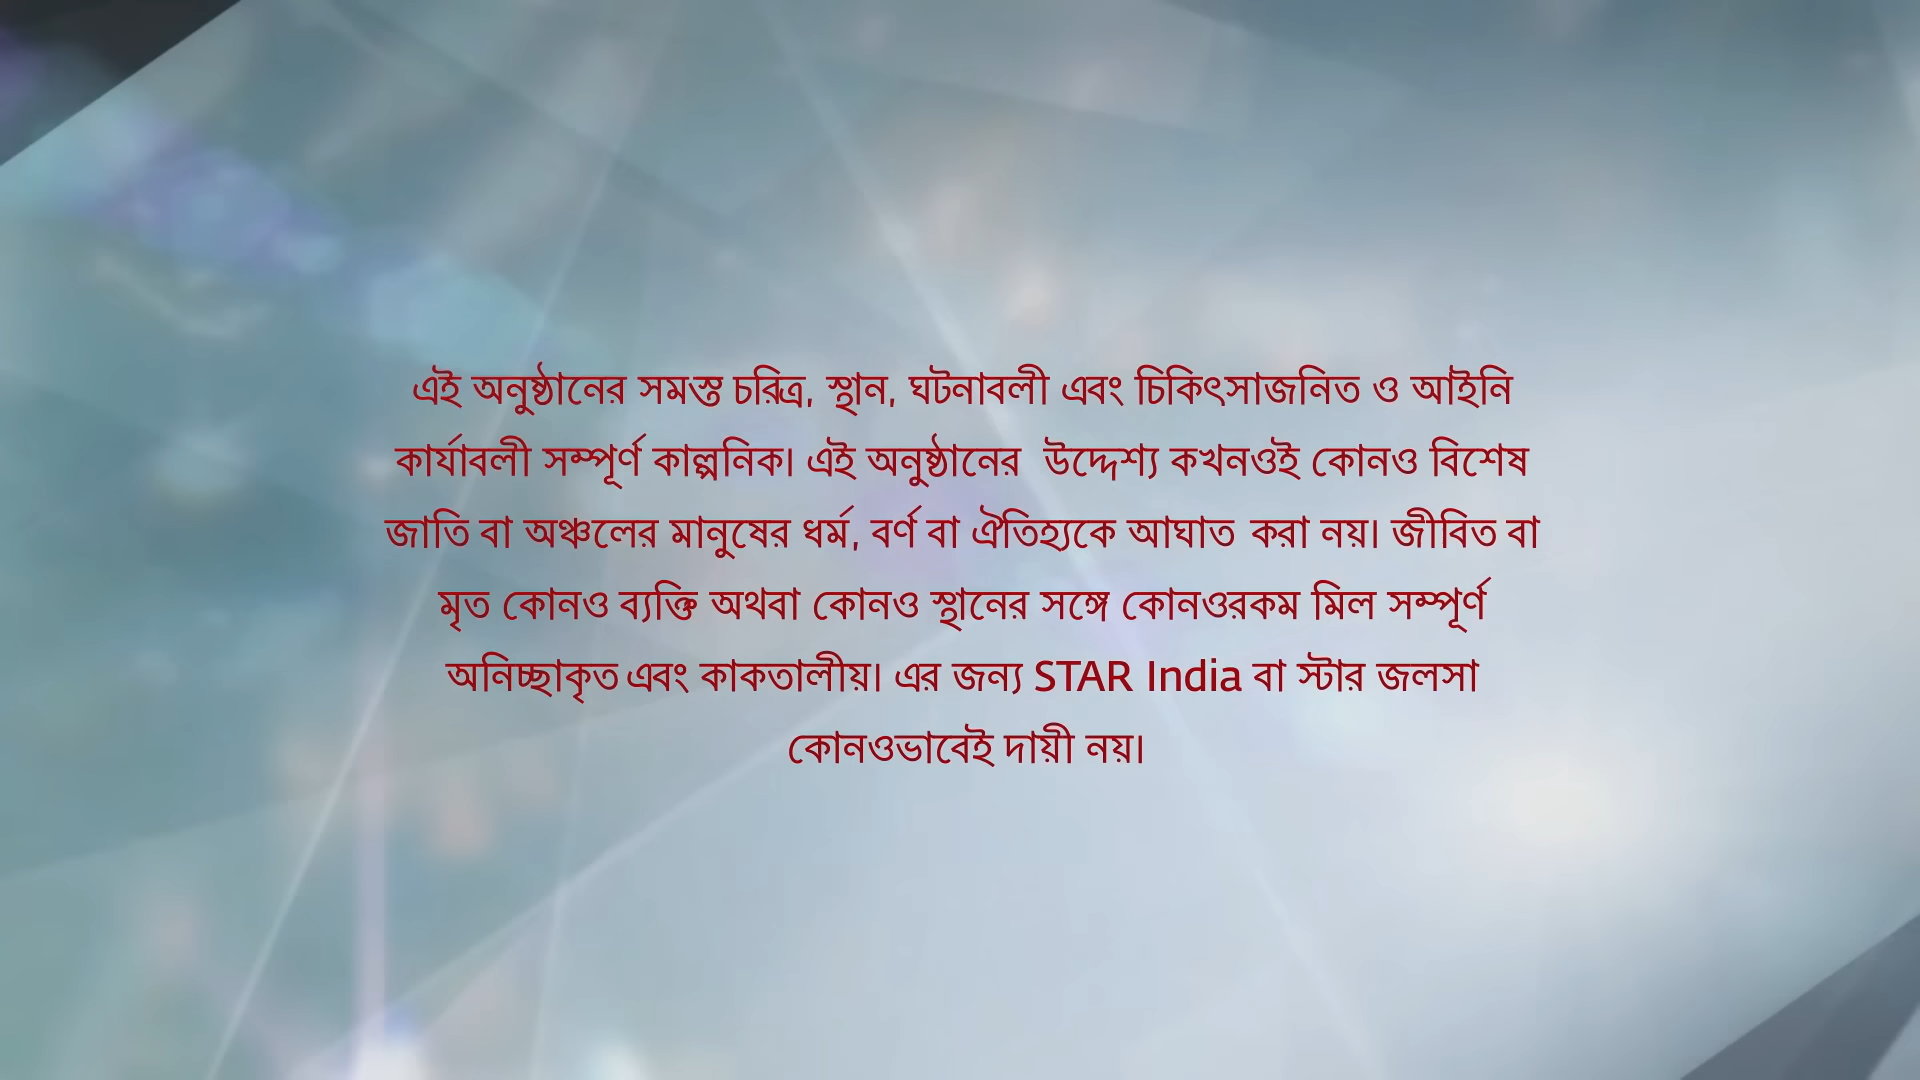 এই অনুষ্ঠানের সমস্ত চরিত্র, স্থান, ঘটনাবলী এবং চিকিৎসাজনিত ও আইনি
কার্যাবলী সম্পূর্ণ কাল্পনিক। এই অনুষ্ঠানের উদ্দেশ্য কখনওই কোনও বিশেষ
জাতি বা অঞ্চলের মানুষের ধর্ম, বর্ণ বা ঐতিহ্যকে আঘাত করা নয়। জীবিত বা
মৃত কোনও ব্যক্তি অথবা কোনও স্থানের সঙ্গে কোনওরকম মিল সম্পূর্ণ
অনিচ্ছাকৃত এবং কাকতালীয়। এর জন্য STAR India বা স্টার জলসা
কোনওভাবেই দায়ী নয়।